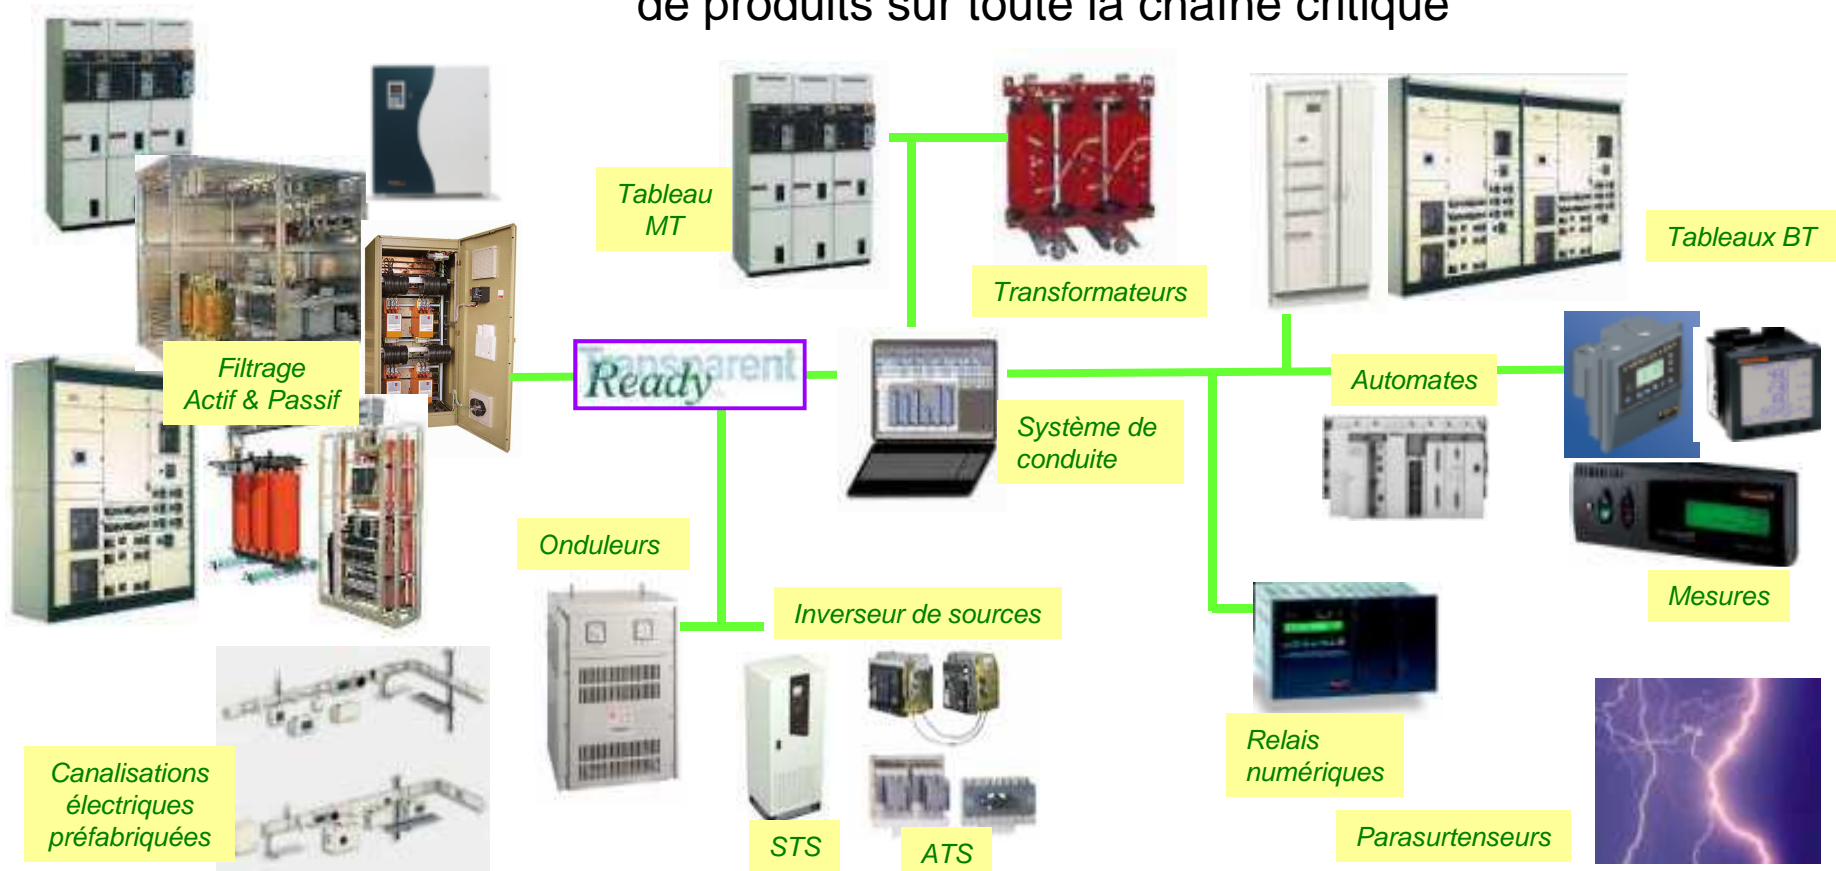 de produits sur toute la chaîne critique
Tableau
MT
Transformateurs
Tableaux BT
Filtrage
Actif & Passif
Transparent
Ready
Automates
Système de
conduite
Onduleurs
Inverseur de sources
Mesures
Canalisations
électriques
préfabriquées
Relais
numériques
STS
ATS
Parasurtenseurs